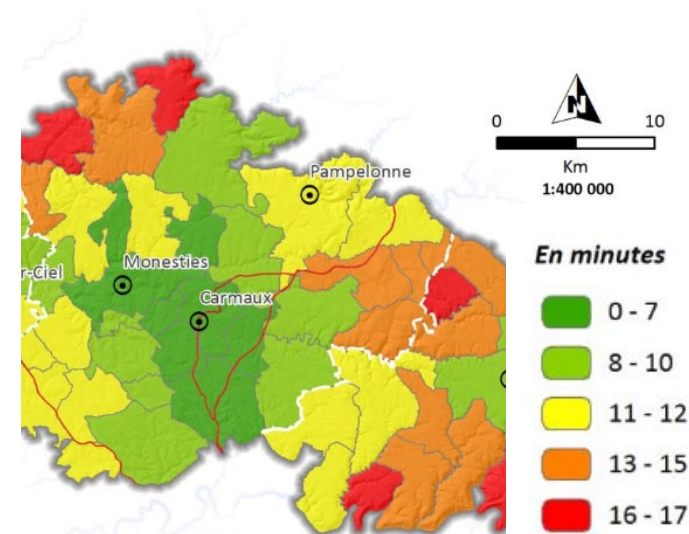 Pampelonne
r-Ciel
Monesties
Carmaux
N
0 10
Km
1:400 000
En minutes
0 - 7
8 - 10
11 - 12
13 - 15
16 - 17